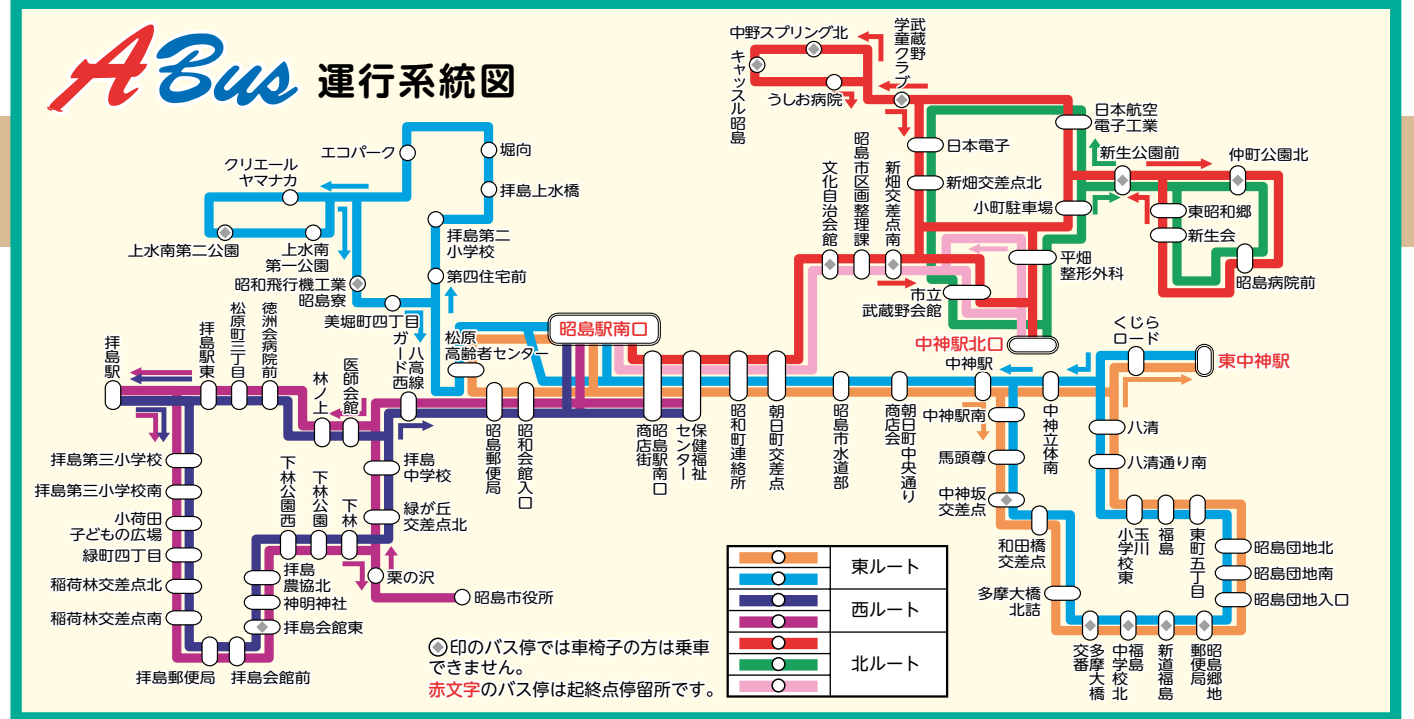 ABus 運行系統図
中野スプリング北
キャッスル昭島
うしお病院
武蔵野
学童クラブ
日本航空
電子工業
日本電子
新生公園前
仲町公園北
新畑交差点北
小町駐車場
東昭和郷
新生会
昭島病院前
平畑
整形外科
文化自治会館
昭島市区画整理課
新畑交差点南
市立
武蔵野会館
中神駅北口
エコパーク
堀向
クリエール
ヤマナカ
拝島上水橋
上水南第二公園
上水南
第一公園
拝島第二
小学校
昭和飛行機工業
昭島寮
第四住宅前
美堀町四丁目
松原
高齢者センター
昭島駅南口
拝島駅
拝島駅東
松原町三丁目
徳洲会病院前
林ノ上
医師会館
八高線
ガード西
昭島郵便局
昭和会館入口
昭島駅南口
商店街
保健福祉
センター
昭和町連絡所
朝日町交差点
昭島市水道部
朝日町中央通り
商店会
中神駅
中神立体南
くじら
ロード
東中神駅
中神駅南
馬頭尊
中神坂
交差点
和田橋
交差点
多摩大橋
北詰
八清
八清通り南
玉川
小学校東
福島
東町五丁目
昭島団地北
昭島団地南
昭島団地入口
多摩大橋
交番
福島
中学校北
新道福島
昭島郷地
郵便局
拝島第三小学校
拝島第三小学校南
小荷田
子どもの広場
緑町四丁目
稲荷林交差点北
稲荷林交差点南
拝島郵便局
拝島会館前
拝島会館東
神明神社
拝島
農協北
下林公園西
下林公園
下林
拝島
中学校
緑が丘
交差点北
栗の沢
昭島市役所
印のバス停では車椅子の方は乗車
できません。
赤文字のバス停は起終点停留所です。
東ルート
西ルート
北ルート